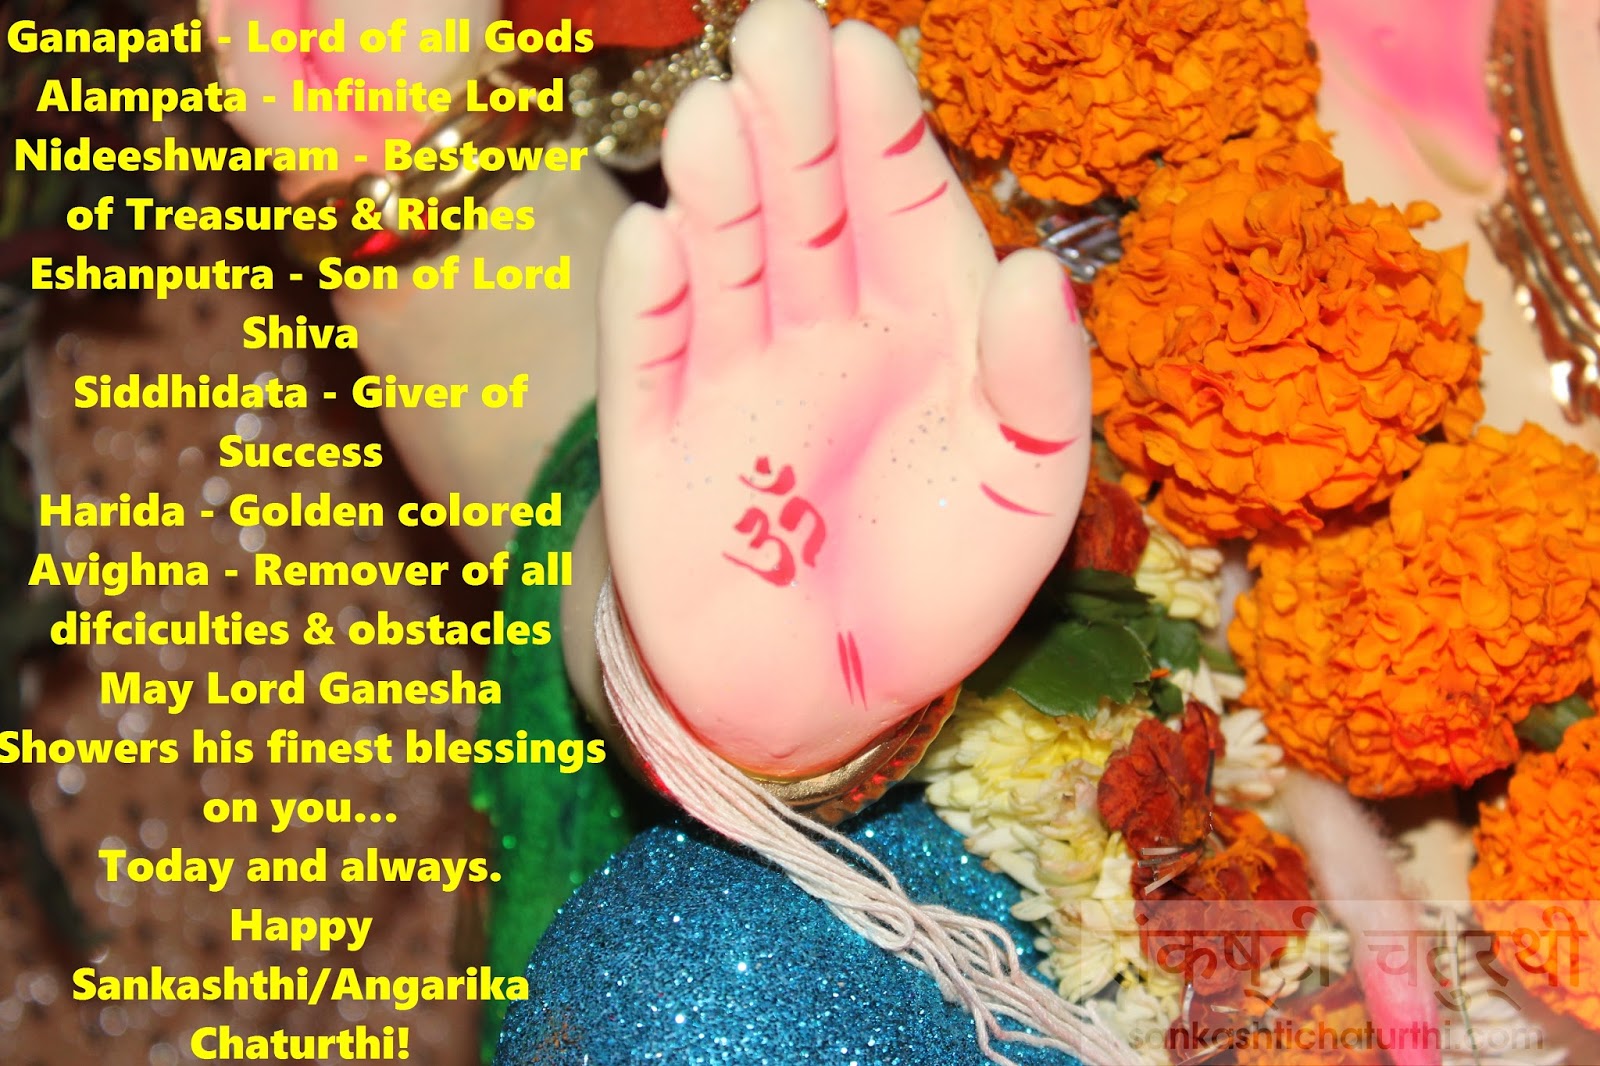 Ganapati - Lord of all Gods
Alampata - Infinite Lord
Nideeshwaram - Bestower
of Treasures & Riches
Eshanputra - Son of Lord
Shiva
Siddhidata - Giver of
Success
Harida - Golden colored
Avighna - Remover of all
difciculties & obstacles
May Lord Ganesha
Showers his finest blessings
on you...
Today and always.
Happy
Sankashthi/Angarika
Chaturthi!
ॐ
संकष्टी चतुर्थी
sankashtichaturthi.com